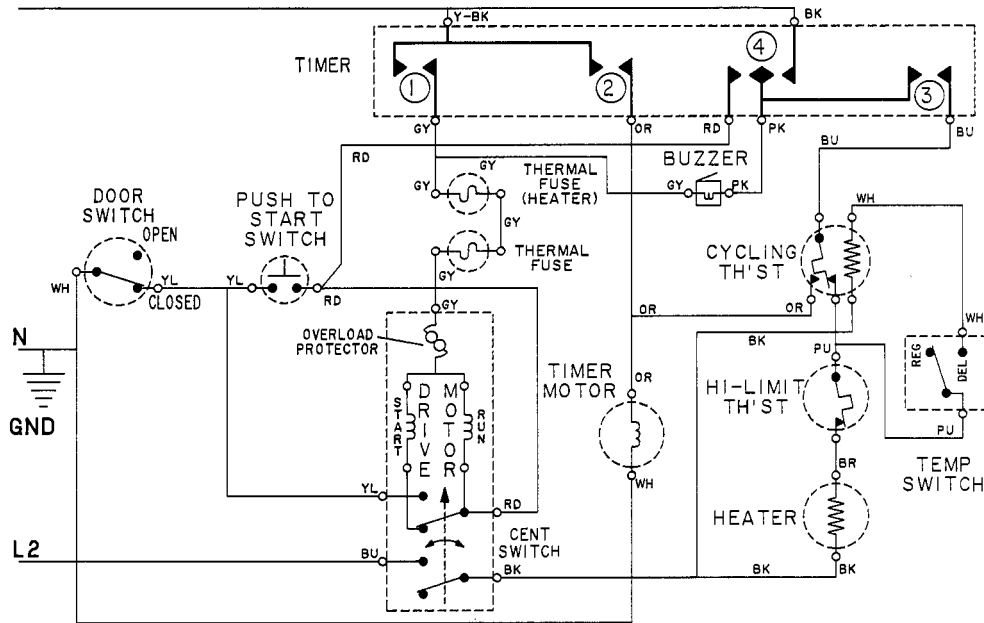 Y-BK
BK
TIMER
1
2
4
3
GY
OR
RD
PK
BU
RD
GY
GY
THERMAL
FUSE
(HEATER)
BUZZER
GY
PK
BU
WH
DOOR
SWITCH
OPEN
PUSH TO
START
SWITCH
GY
THERMAL
FUSE
GY
CYCLING
TH'ST
WH
YL
CLOSED
YL
RD
GY
OR
OR
BK
WH
N
GND
OVERLOAD
PROTECTOR
TIMER
MOTOR
OR
PU
HI-LIMIT
TH'ST
REG
DEL
PU
TEMP
SWITCH
START
DRIVE
MOTOR
RUN
WH
BR
HEATER
YL
RD
CENT
SWITCH
L2
BU
BK
BK
BK